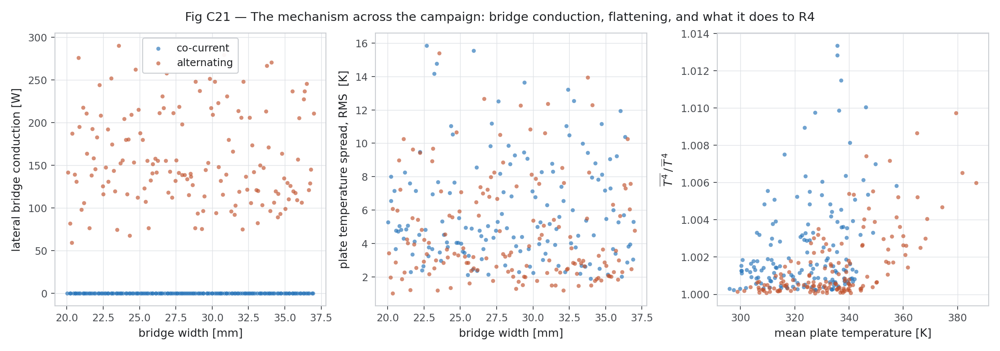 Fig C21 — The mechanism across the campaign: bridge conduction, flattening, and what it does to R4
300
250
200
150
100
50
0
lateral bridge conduction [W]
co-current
alternating
20.0 22.5 25.0 27.5 30.0 32.5 35.0 37.5
bridge width [mm]
16
14
12
10
8
6
4
2
plate temperature spread, RMS [K]
20.0 22.5 25.0 27.5 30.0 32.5 35.0 37.5
bridge width [mm]
1.014
1.012
1.010
1.008
1.006
1.004
1.002
1.000
T̅⁴ / T̅⁴
300 320 340 360 380
mean plate temperature [K]